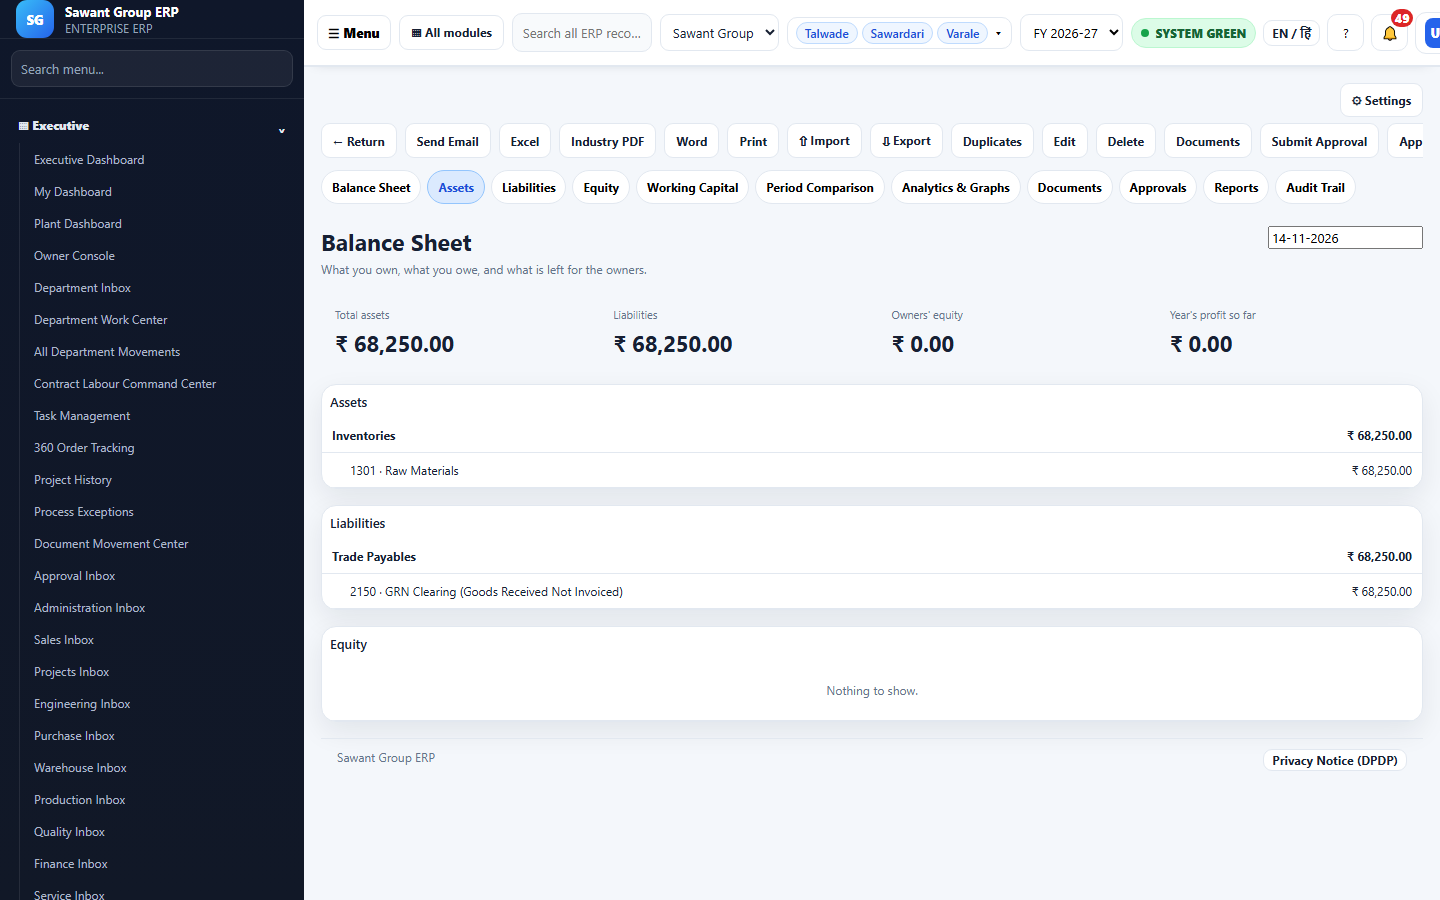 SG
Sawant Group ERP
ENTERPRISE ERP
Search menu...
Executive
Executive Dashboard
My Dashboard
Plant Dashboard
Owner Console
Department Inbox
Department Work Center
All Department Movements
Contract Labour Command Center
Task Management
360 Order Tracking
Project History
Process Exceptions
Document Movement Center
Approval Inbox
Administration Inbox
Sales Inbox
Projects Inbox
Engineering Inbox
Purchase Inbox
Warehouse Inbox
Production Inbox
Quality Inbox
Finance Inbox
Service Inbox
☰ Menu
All modules
Search all ERP reco...
Sawant Group
Talwade
Sawardari
Varale
FY 2026-27
SYSTEM GREEN
EN / हिं
?
49
U
⚙ Settings
← Return
Send Email
Excel
Industry PDF
Word
Print
⇧ Import
⇩ Export
Duplicates
Edit
Delete
Documents
Submit Approval
App
Balance Sheet
Assets
Liabilities
Equity
Working Capital
Period Comparison
Analytics & Graphs
Documents
Approvals
Reports
Audit Trail
Balance Sheet
14-11-2026
What you own, what you owe, and what is left for the owners.
Total assets
₹ 68,250.00
Liabilities
₹ 68,250.00
Owners' equity
₹ 0.00
Year's profit so far
₹ 0.00
Assets
Inventories ₹ 68,250.00
1301 · Raw Materials ₹ 68,250.00
Liabilities
Trade Payables ₹ 68,250.00
2150 · GRN Clearing (Goods Received Not Invoiced) ₹ 68,250.00
Equity
Nothing to show.
Sawant Group ERP
Privacy Notice (DPDP)